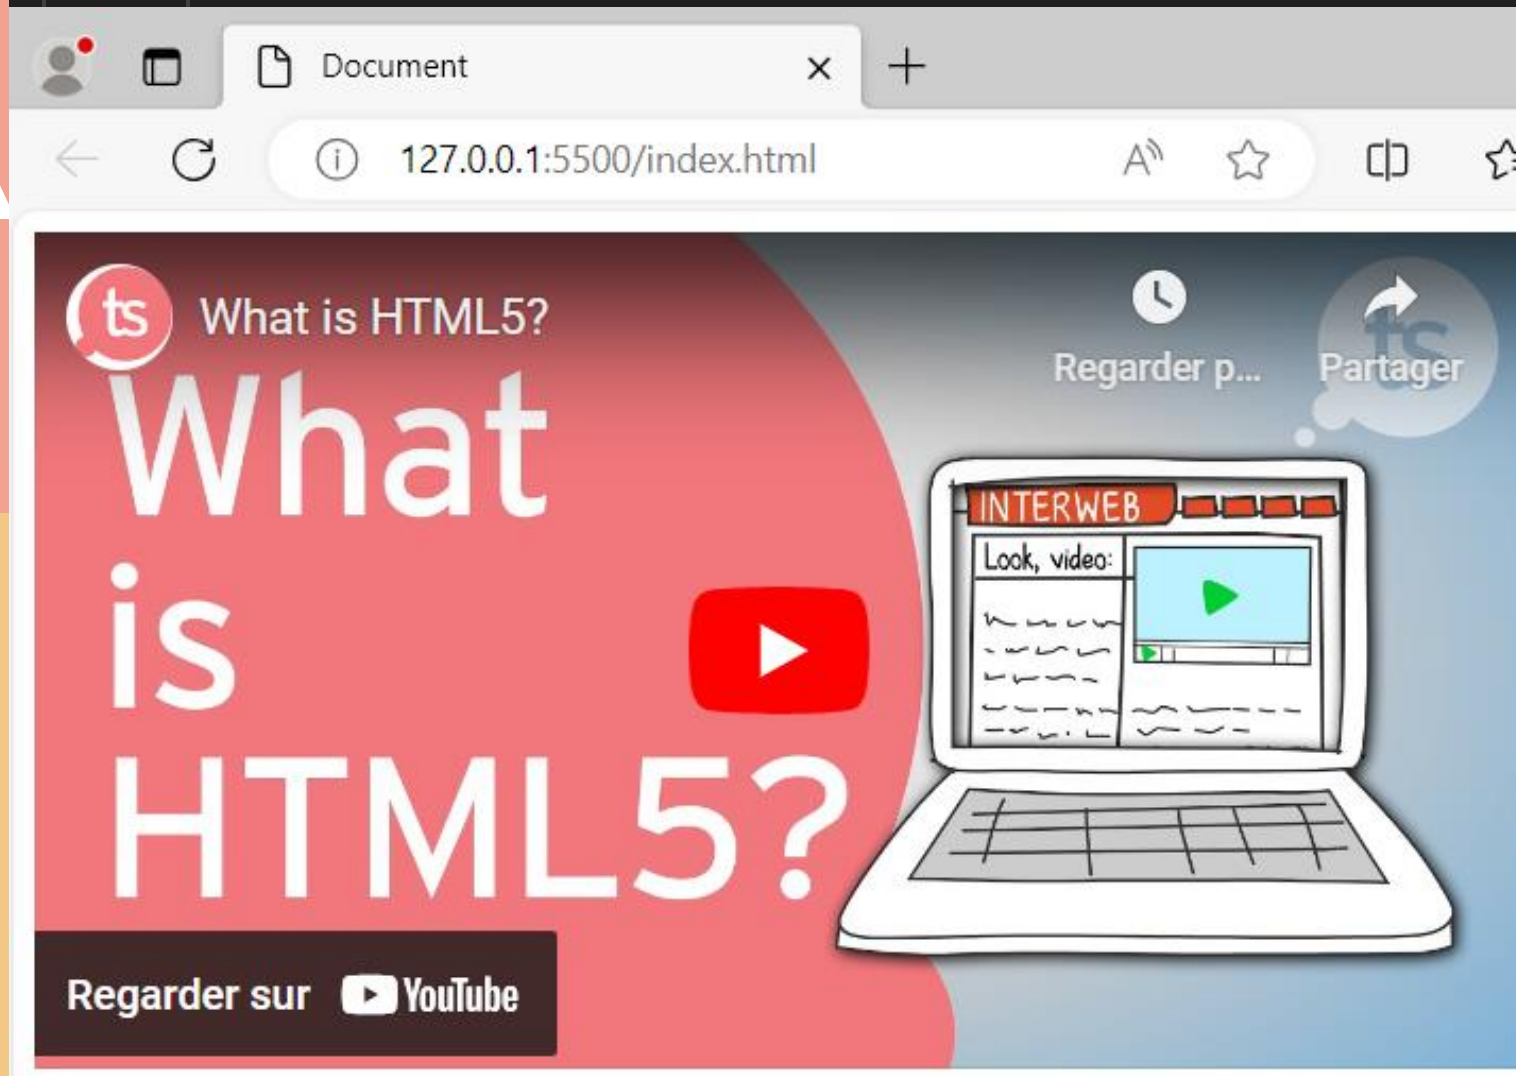 Document
127.0.0.1:5500/index.html
ts
What is HTML5?
Regarder p...
Partager
ts
What
is
HTML5?
INTERWEB
Look, video:
Regarder sur YouTube